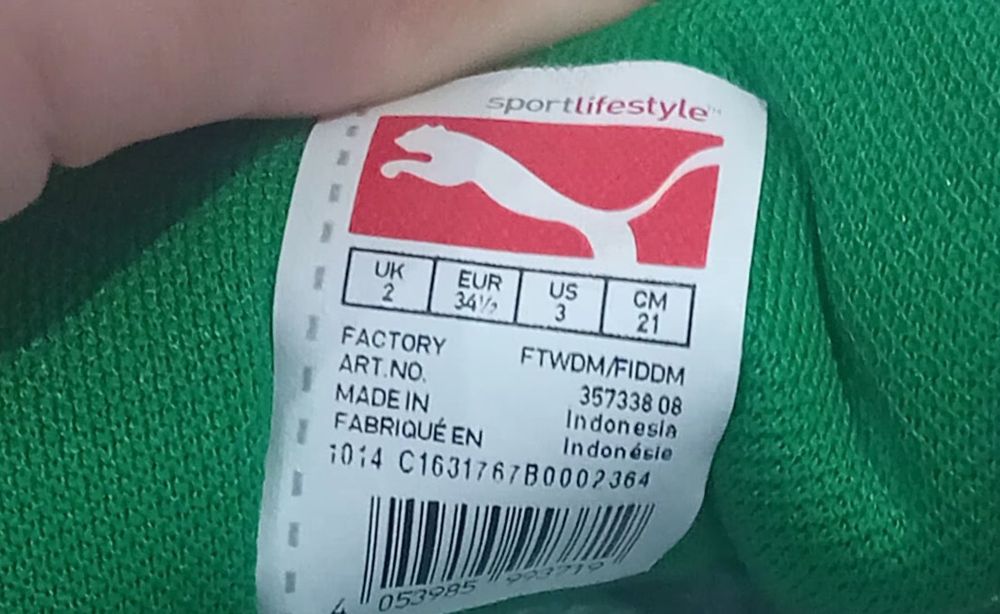 sportlifestyle™
UK EUR US CM
2 34½ 3 21
FACTORY FTWDM/FIDDM
ART.NO. 357338 08
MADE IN Indonesia
FABRIQUÉ EN Indonésie
1014 C1631767B0002364
4 053985 993719